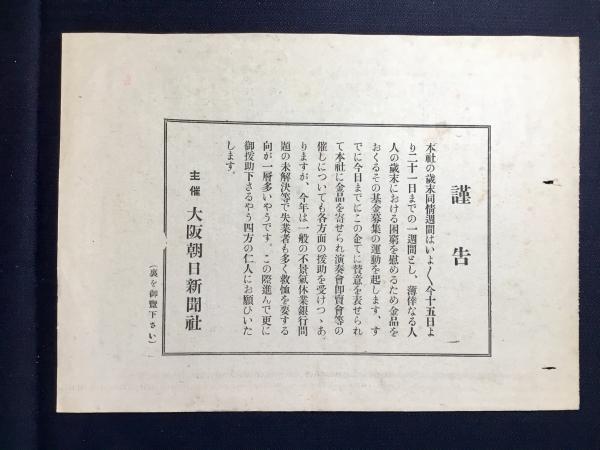 謹告
本社の歳末同情週間はいよ〱今十五日よ
り二十一日までの一週間とし、薄倖なる人
人の歳末における困窮を慰めるため金品を
おくるその基金募集の運動を起します、す
でに今日までにこの企てに賛意を表せられ
て本社に金品を寄せられ演奏會卽賣會等の
催しについても各方面の援助を受けつゝあ
りますが、今年は一般の不景氣休業銀行問
題の未解決等で失業者も多く救恤を要する
向が一層多いやうです。この際進んで更に
御援助下さるやう四方の仁人にお願ひいた
します。
主催 大阪朝日新聞社
(裏を御覽下さい)